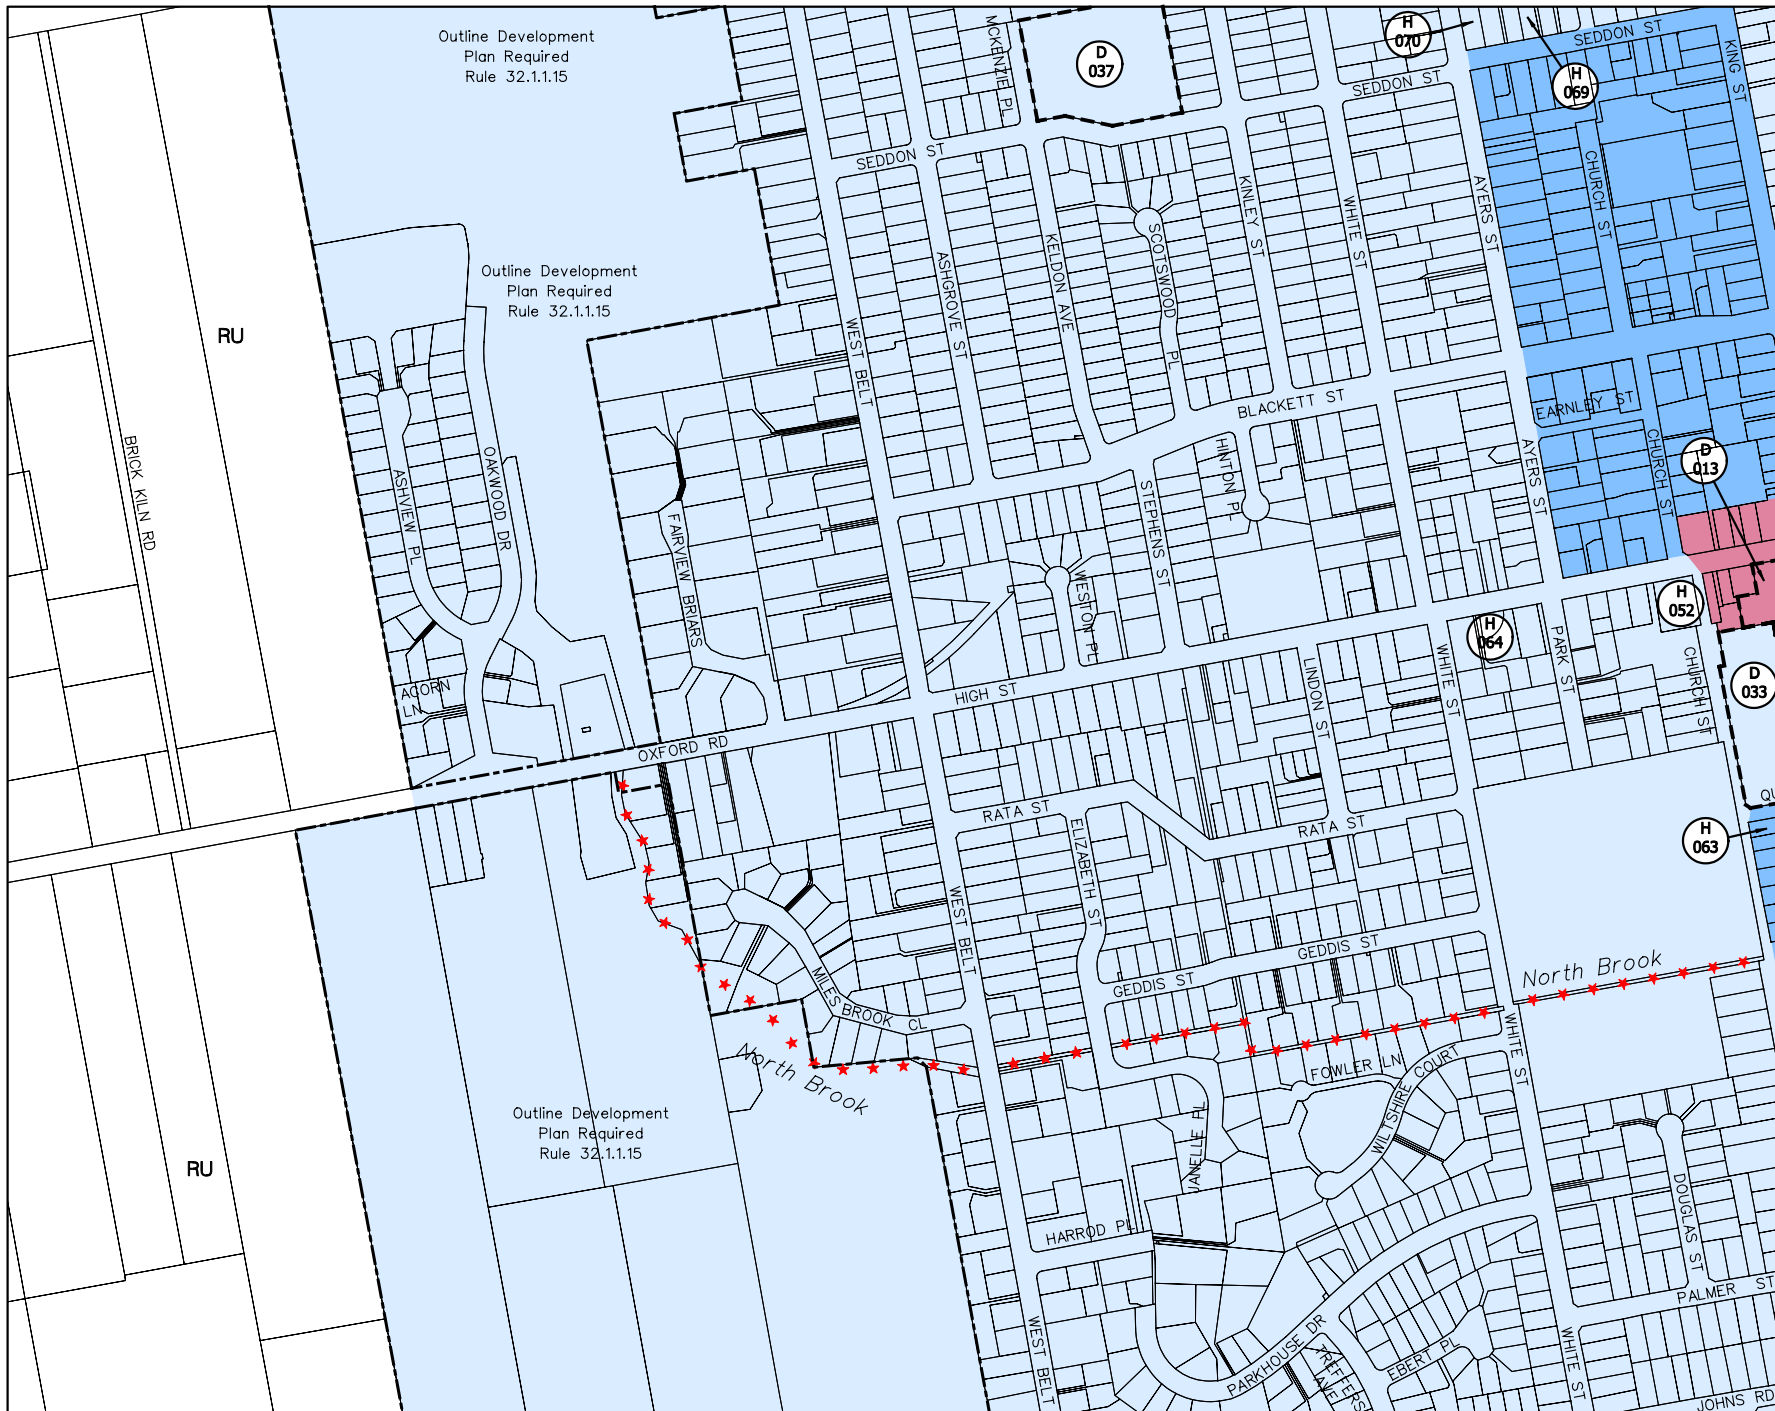 Outline Development
Plan Required
Rule 32.1.1.15
MCKENZIE PL
D
037
H
070
H
069
SEDDON ST
KING ST
SEDDON ST
SEDDON ST
CHURCH ST
AYERS ST
KINLEY ST
WHITE ST
SCOTSWOOD PL
KELDON AVE
ASHGROVE ST
WEST BELT
Outline Development
Plan Required
Rule 32.1.1.15
RU
BLACKETT ST
EARNLEY ST
CHURCH ST
D
013
AYERS ST
HINTON PL
STEPHENS ST
BRICK KILN RD
ASHVIEW PL
OAKWOOD DR
FAIRVIEW BRIARS
WESTON PL
H
052
H
064
D
033
PARK ST
CHURCH ST
WHITE ST
LINDON ST
HIGH ST
ACORN
LN
OXFORD RD
RATA ST
RATA ST
ELIZABETH ST
QU
H
063
WEST BELT
GEDDIS ST
GEDDIS ST
North Brook
MILESBROOK CL
North Brook
WHITE ST
FOWLER LN
WILTSHIRE COURT
JANELLE PL
Outline Development
Plan Required
Rule 32.1.1.15
RU
DOUGLAS ST
HARROD PL
PALMER ST
WEST BELT
PARKHOUSE DR
TREFFERS
AVE
EBERT PL
WHITE ST
JOHNS RD